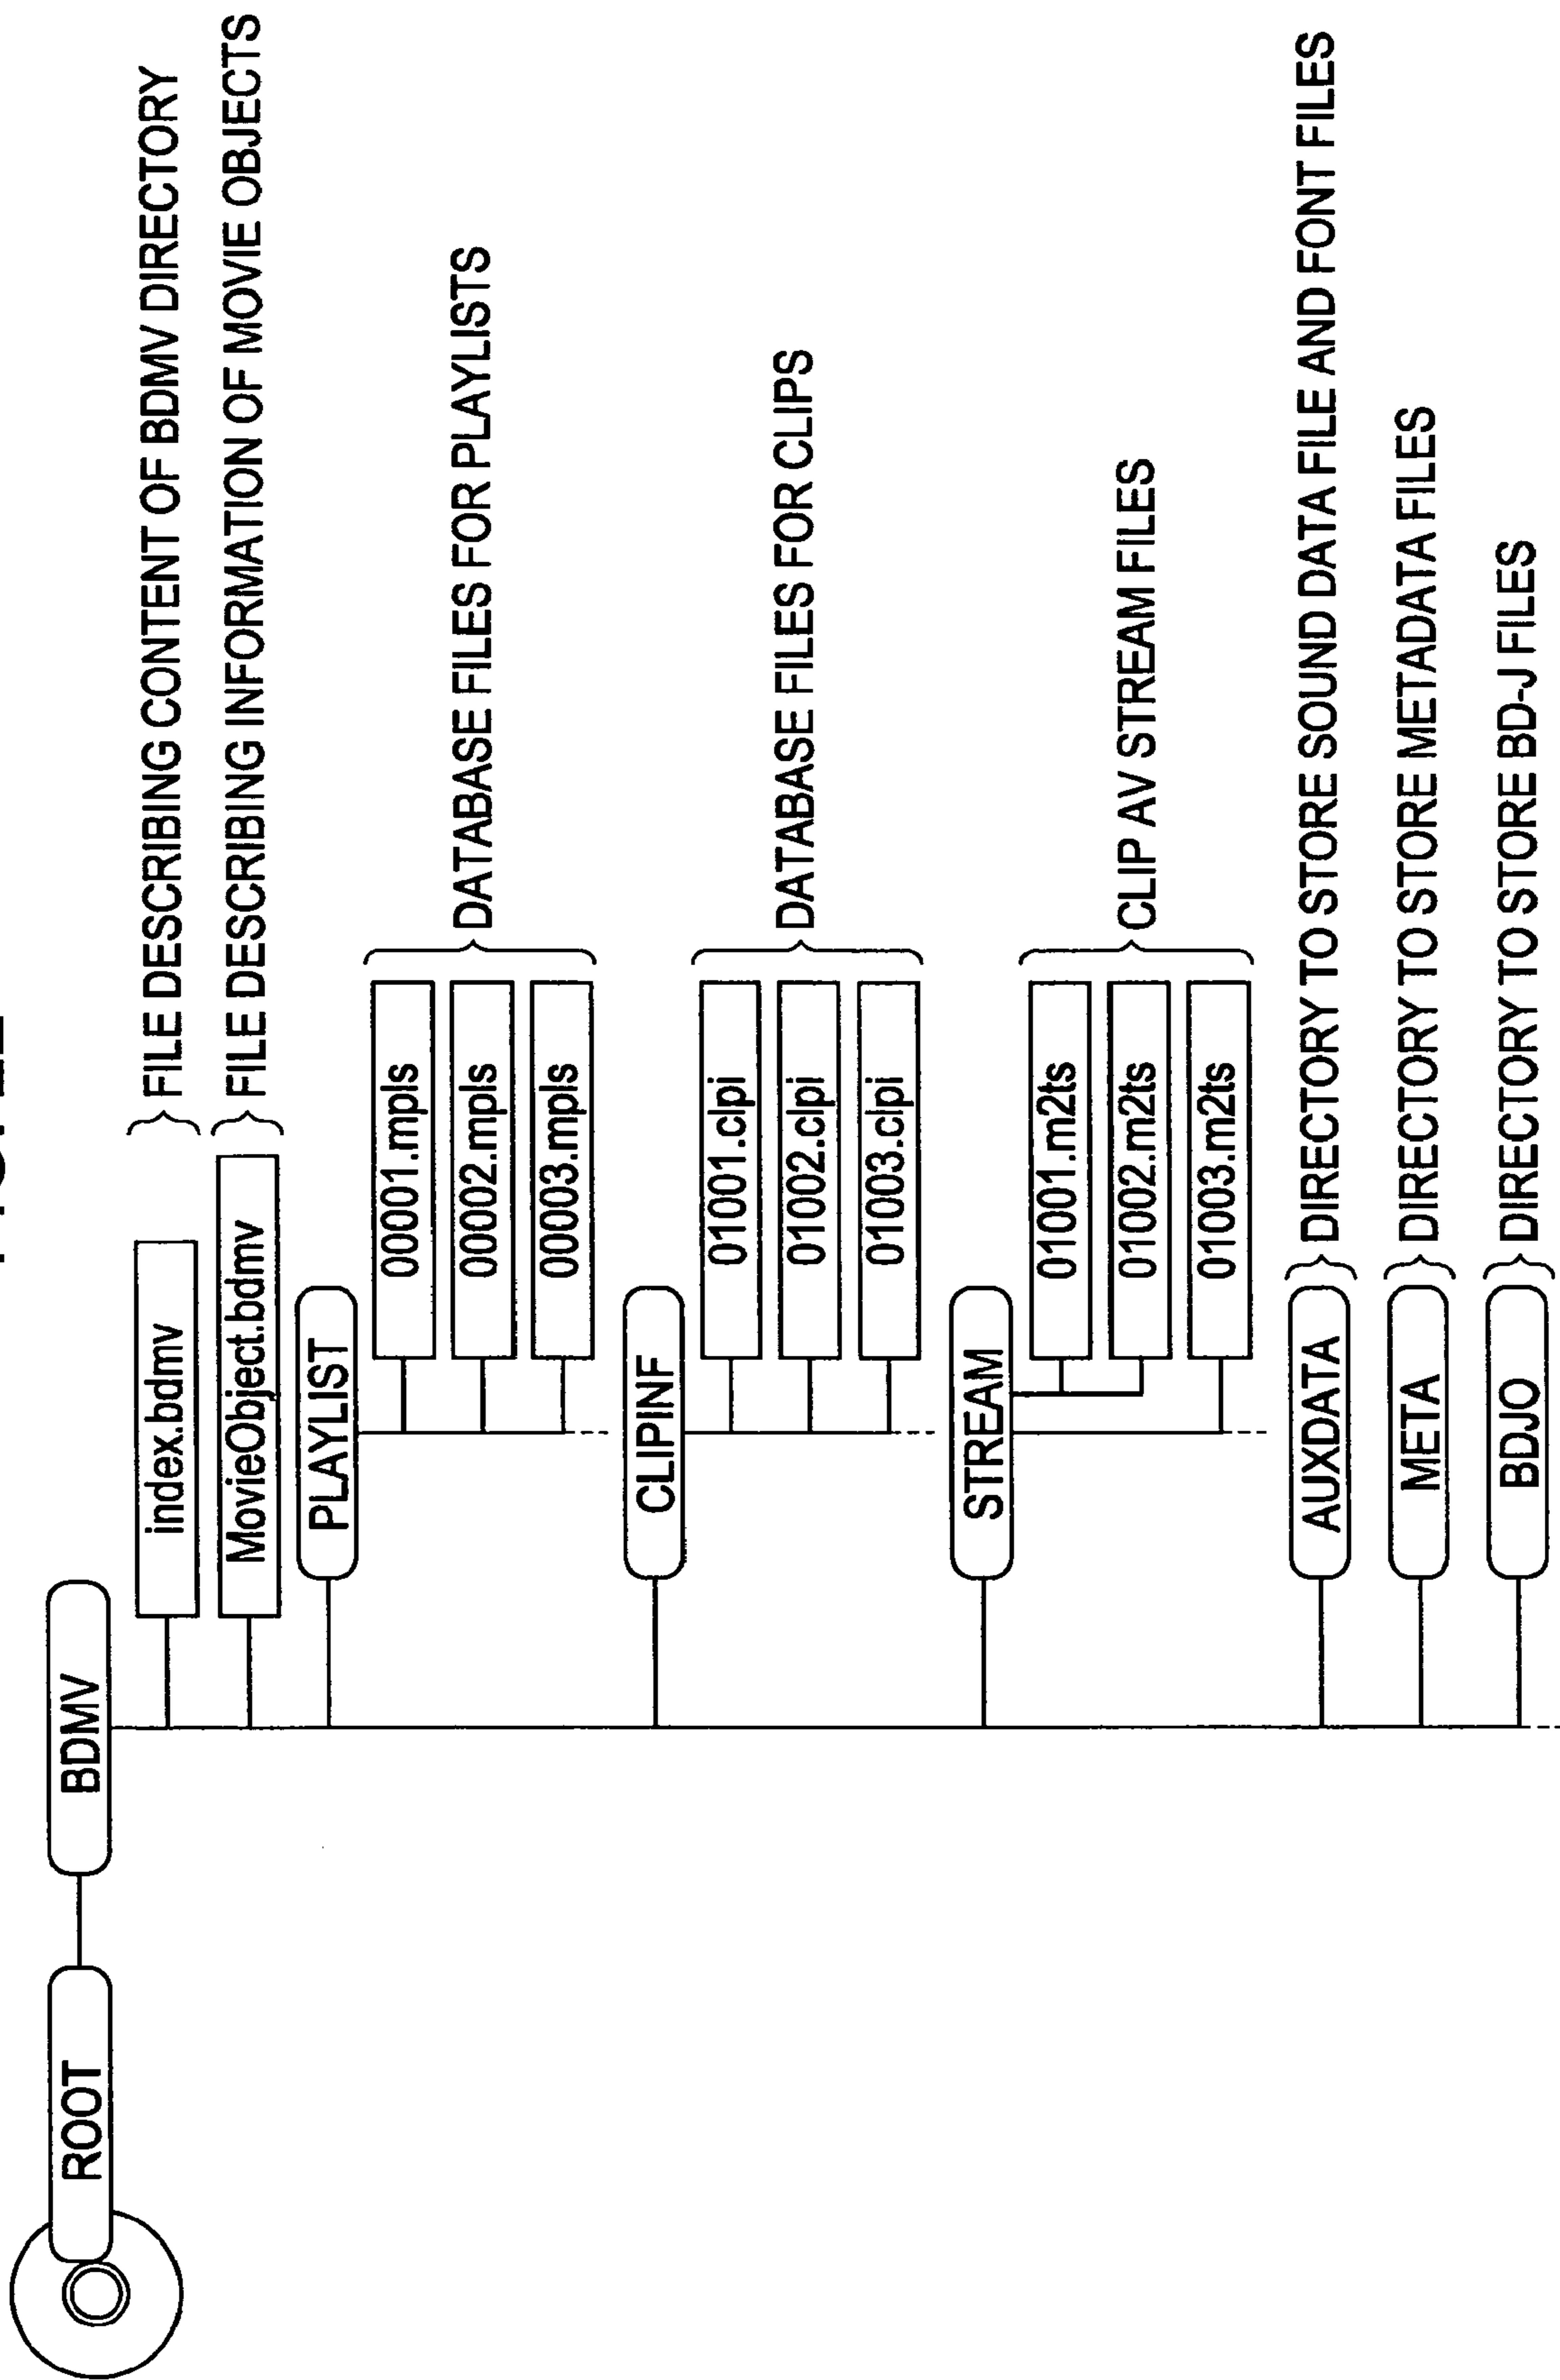 ROOT
BDMV
index.bdmv
FILE DESCRIBING CONTENT OF BDMV DIRECTORY
MovieObject.bdmv
FILE DESCRIBING INFORMATION OF MOVIE OBJECTS
PLAYLIST
00001.mpls
00002.mpls
00003.mpls
DATABASE FILES FOR PLAYLISTS
CLIPINF
01001.clpi
01002.clpi
01003.clpi
DATABASE FILES FOR CLIPS
STREAM
01001.m2ts
01002.m2ts
01003.m2ts
CLIP AV STREAM FILES
AUXDATA
DIRECTORY TO STORE SOUND DATA FILE AND FONT FILES
META
DIRECTORY TO STORE METADATA FILES
BDJO
DIRECTORY TO STORE BD-J FILES